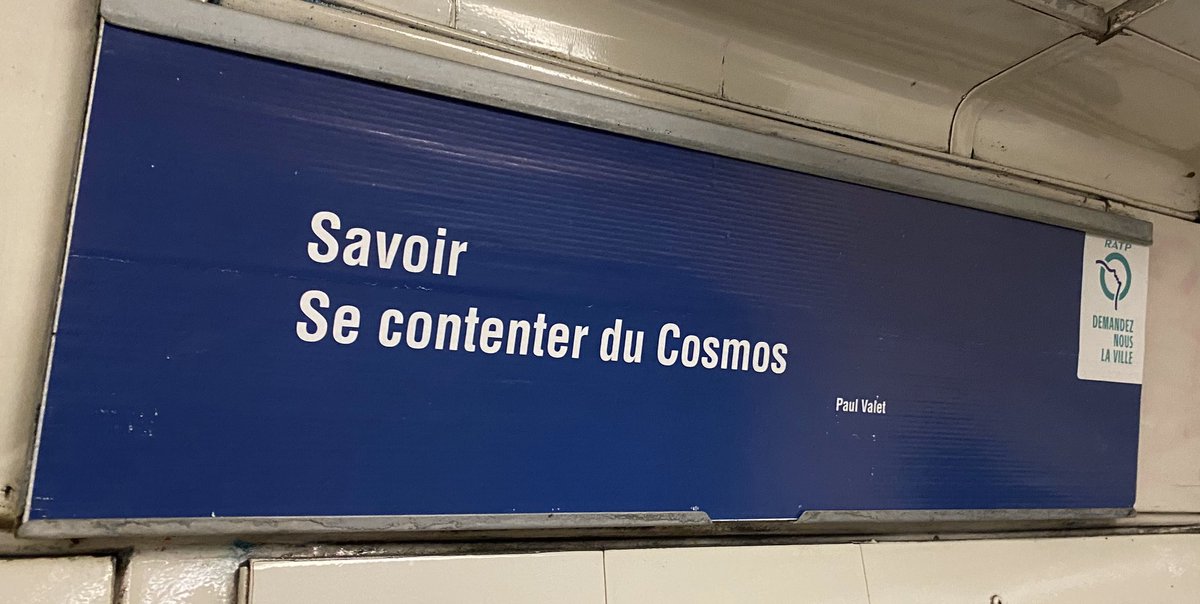 Savoir
Se contenter du Cosmos
Paul Valet
RATP
DEMANDEZ
NOUS
LA VILLE